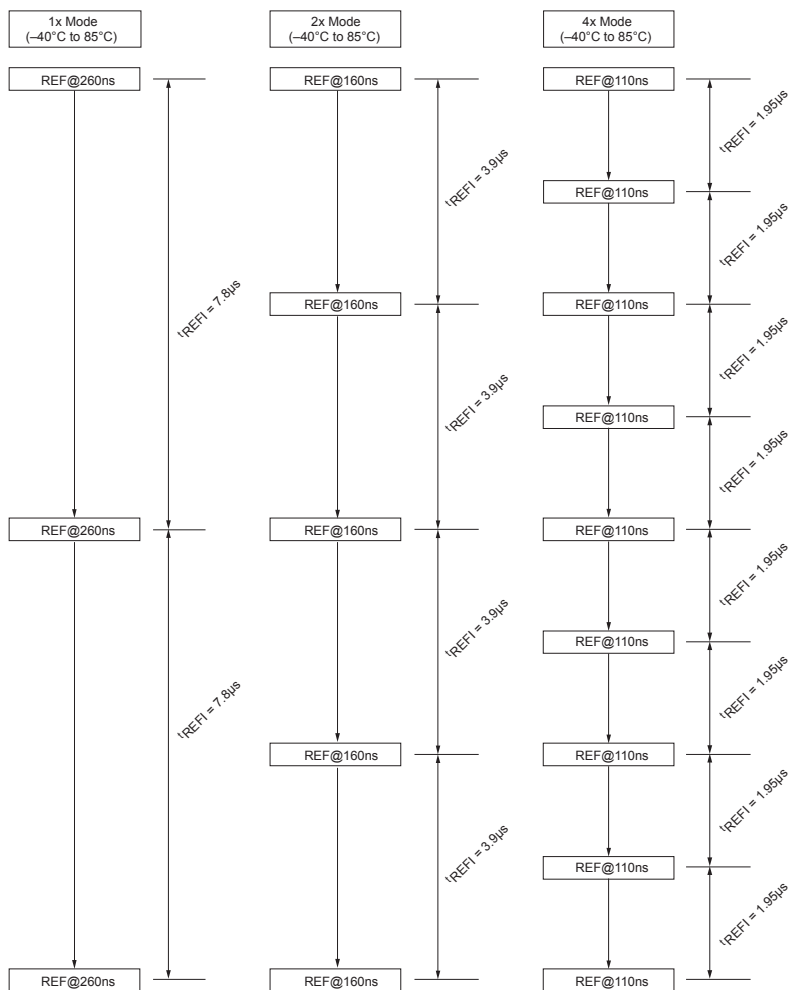 1x Mode
(–40°C to 85°C)
REF@260ns
tREFI = 7.8µs
REF@260ns
tREFI = 7.8µs
REF@260ns
2x Mode
(–40°C to 85°C)
REF@160ns
tREFI = 3.9µs
REF@160ns
tREFI = 3.9µs
REF@160ns
tREFI = 3.9µs
REF@160ns
tREFI = 3.9µs
REF@160ns
4x Mode
(–40°C to 85°C)
REF@110ns
tREFI = 1.95µs
REF@110ns
tREFI = 1.95µs
REF@110ns
tREFI = 1.95µs
REF@110ns
tREFI = 1.95µs
REF@110ns
tREFI = 1.95µs
REF@110ns
tREFI = 1.95µs
REF@110ns
tREFI = 1.95µs
REF@110ns
tREFI = 1.95µs
REF@110ns